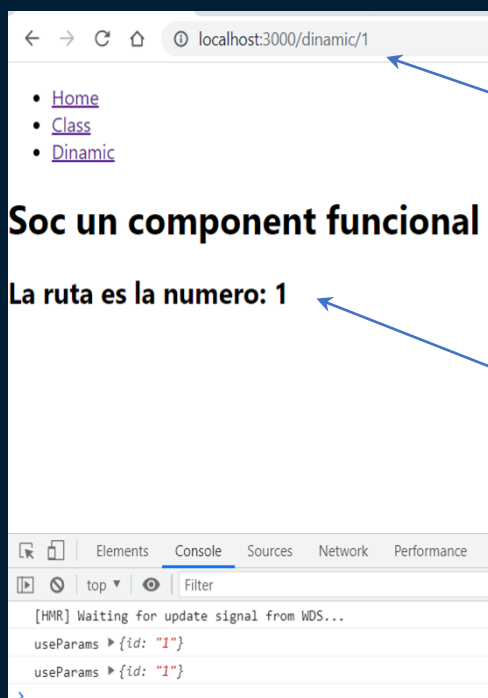 localhost:3000/dinamic/1
Home
Class
Dinamic
Soc un component funcional
La ruta es la numero: 1
Elements Console Sources Network Performance
top Filter
[HMR] Waiting for update signal from WDS...
useParams {id: "1"}
useParams {id: "1"}